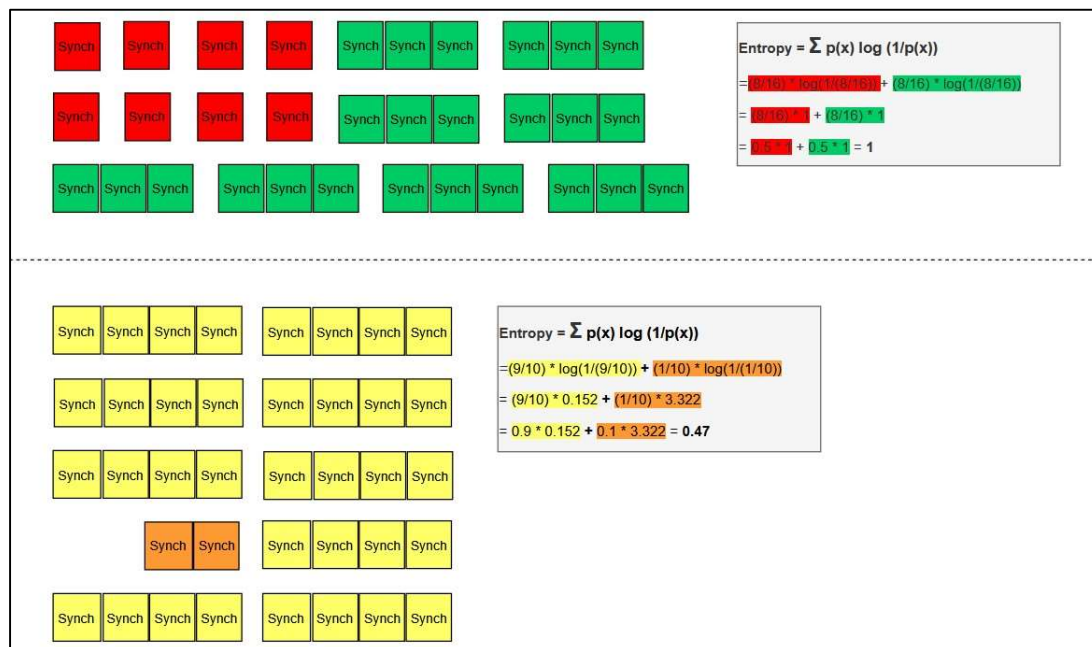 Synch Synch Synch Synch Synch Synch Synch Synch Synch Synch
Entropy = Σ p(x) log (1/p(x))
=(8/16) * log(1/(8/16)) + (8/16) * log(1/(8/16))
= (8/16) * 1 + (8/16) * 1
= 0.5 * 1 + 0.5 * 1 = 1
Synch Synch Synch Synch Synch Synch Synch Synch Synch Synch
Synch Synch Synch Synch Synch Synch Synch Synch Synch Synch Synch Synch
Synch Synch Synch Synch Synch Synch Synch Synch
Entropy = Σ p(x) log (1/p(x))
=(9/10) * log(1/(9/10)) + (1/10) * log(1/(1/10))
= (9/10) * 0.152 + (1/10) * 3.322
= 0.9 * 0.152 + 0.1 * 3.322 = 0.47
Synch Synch Synch Synch Synch Synch Synch Synch
Synch Synch Synch Synch Synch Synch Synch Synch
Synch Synch Synch Synch Synch Synch
Synch Synch Synch Synch Synch Synch Synch Synch